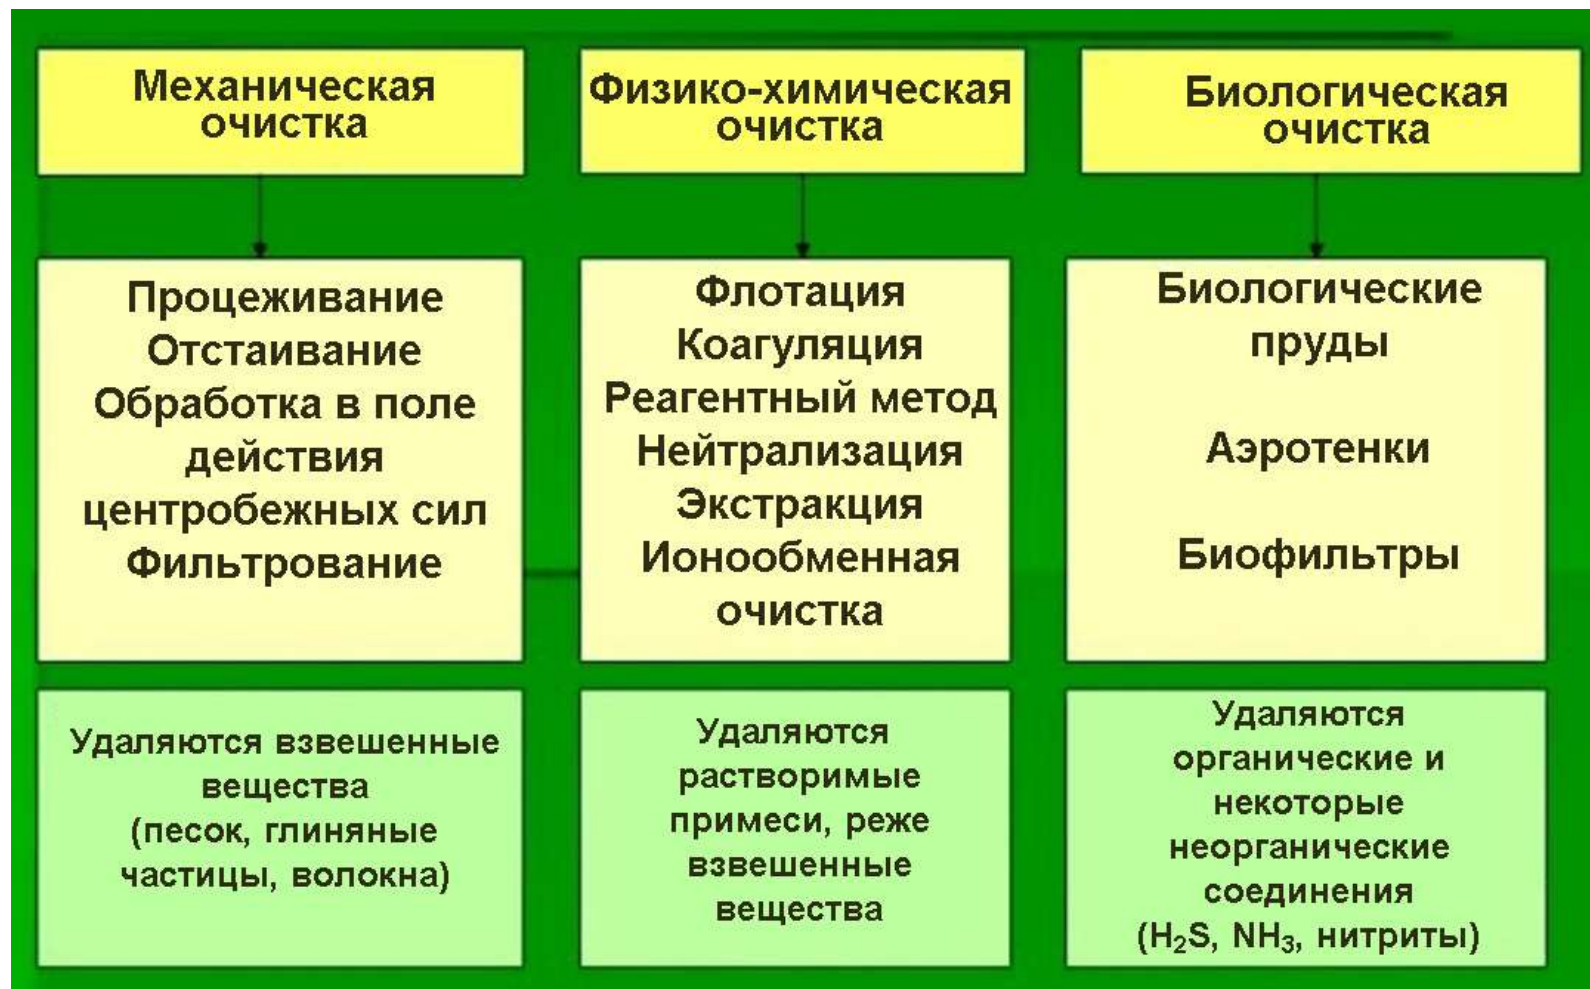 Механическая
очистка
Физико-химическая
очистка
Биологическая
очистка
Процеживание
Отстаивание
Обработка в поле
действия
центробежных сил
Фильтрование
Флотация
Коагуляция
Реагентный метод
Нейтрализация
Экстракция
Ионообменная
очистка
Биологические
пруды
Аэротенки
Биофильтры
Удаляются взвешенные
вещества
(песок, глиняные
частицы, волокна)
Удаляются
растворимые
примеси, реже
взвешенные
вещества
Удаляются
органические и
некоторые
неорганические
соединения
(H₂S, NH₃, нитриты)